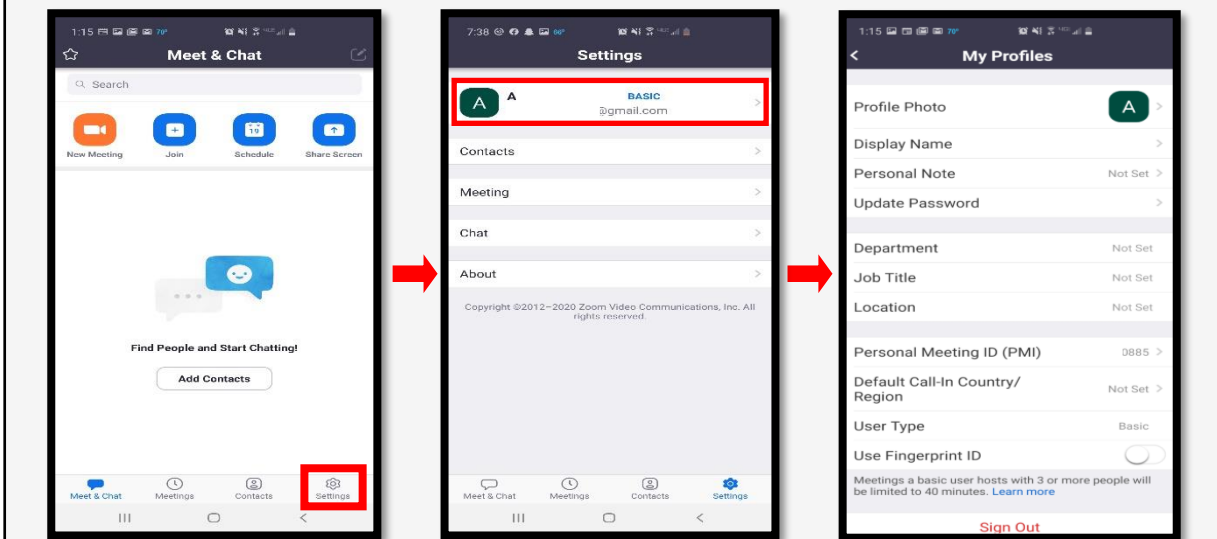 1:15 70°
Meet & Chat
Search
19
New Meeting Join Schedule Share Screen
Find People and Start Chatting!
Add Contacts
Meet & Chat Meetings Contacts Settings
7:38 66°
Settings
A A BASIC
@gmail.com
Contacts
Meeting
Chat
About
Copyright ©2012–2020 Zoom Video Communications, Inc. All
rights reserved.
Meet & Chat Meetings Contacts Settings
1:15 70°
My Profiles
Profile Photo A
Display Name
Personal Note Not Set
Update Password
Department Not Set
Job Title Not Set
Location Not Set
Personal Meeting ID (PMI) 0885
Default Call-In Country/
Region Not Set
User Type Basic
Use Fingerprint ID
Meetings a basic user hosts with 3 or more people will
be limited to 40 minutes. Learn more
Sign Out